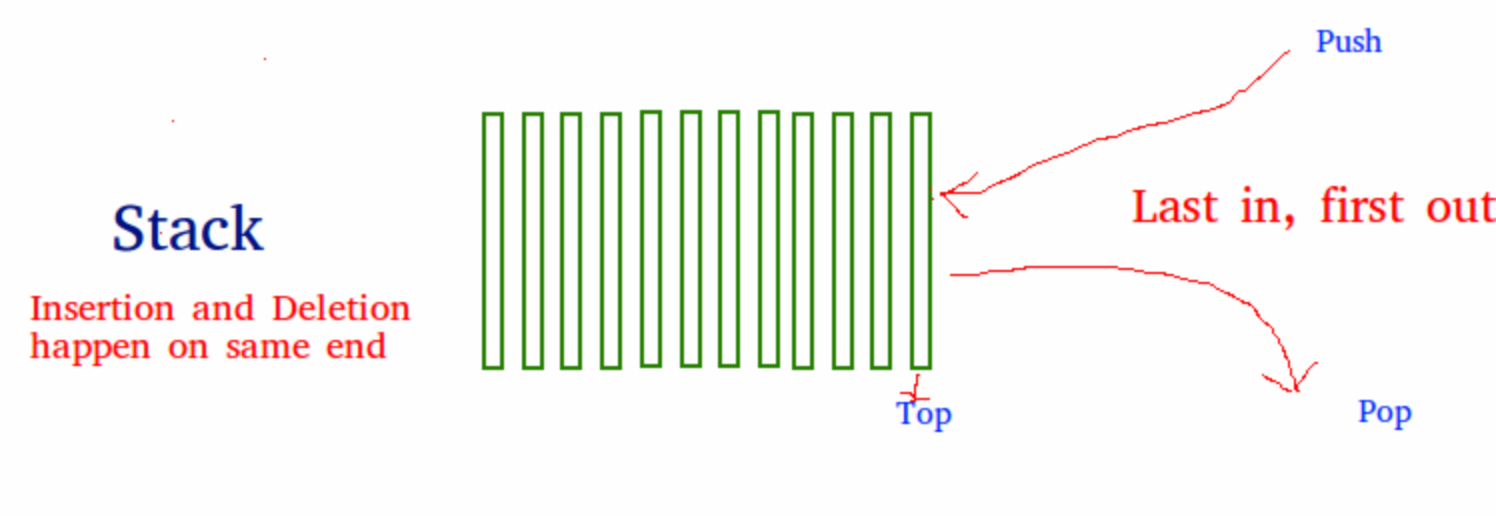 Push
Last in, first out
Stack
Insertion and Deletion
happen on same end
Top
Pop